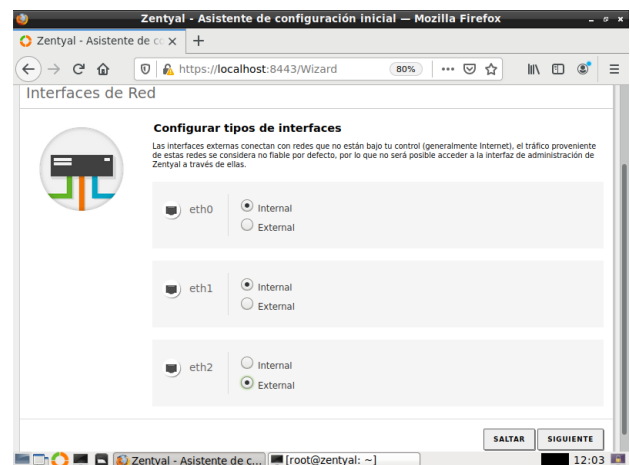 Zentyal - Asistente de configuración inicial — Mozilla Firefox
Zentyal - Asistente de co
https://localhost:8443/Wizard
80%
Interfaces de Red
Configurar tipos de interfaces
Las interfaces externas conectan con redes que no están bajo tu control (generalmente Internet), el tráfico proveniente
de estas redes se considera no fiable por defecto, por lo que no será posible acceder a la interfaz de administración de
Zentyal a través de ellas.
eth0
Internal
External
eth1
Internal
External
eth2
Internal
External
SALTAR
SIGUIENTE
Zentyal - Asistente de c...
[root@zentyal: ~]
12:03